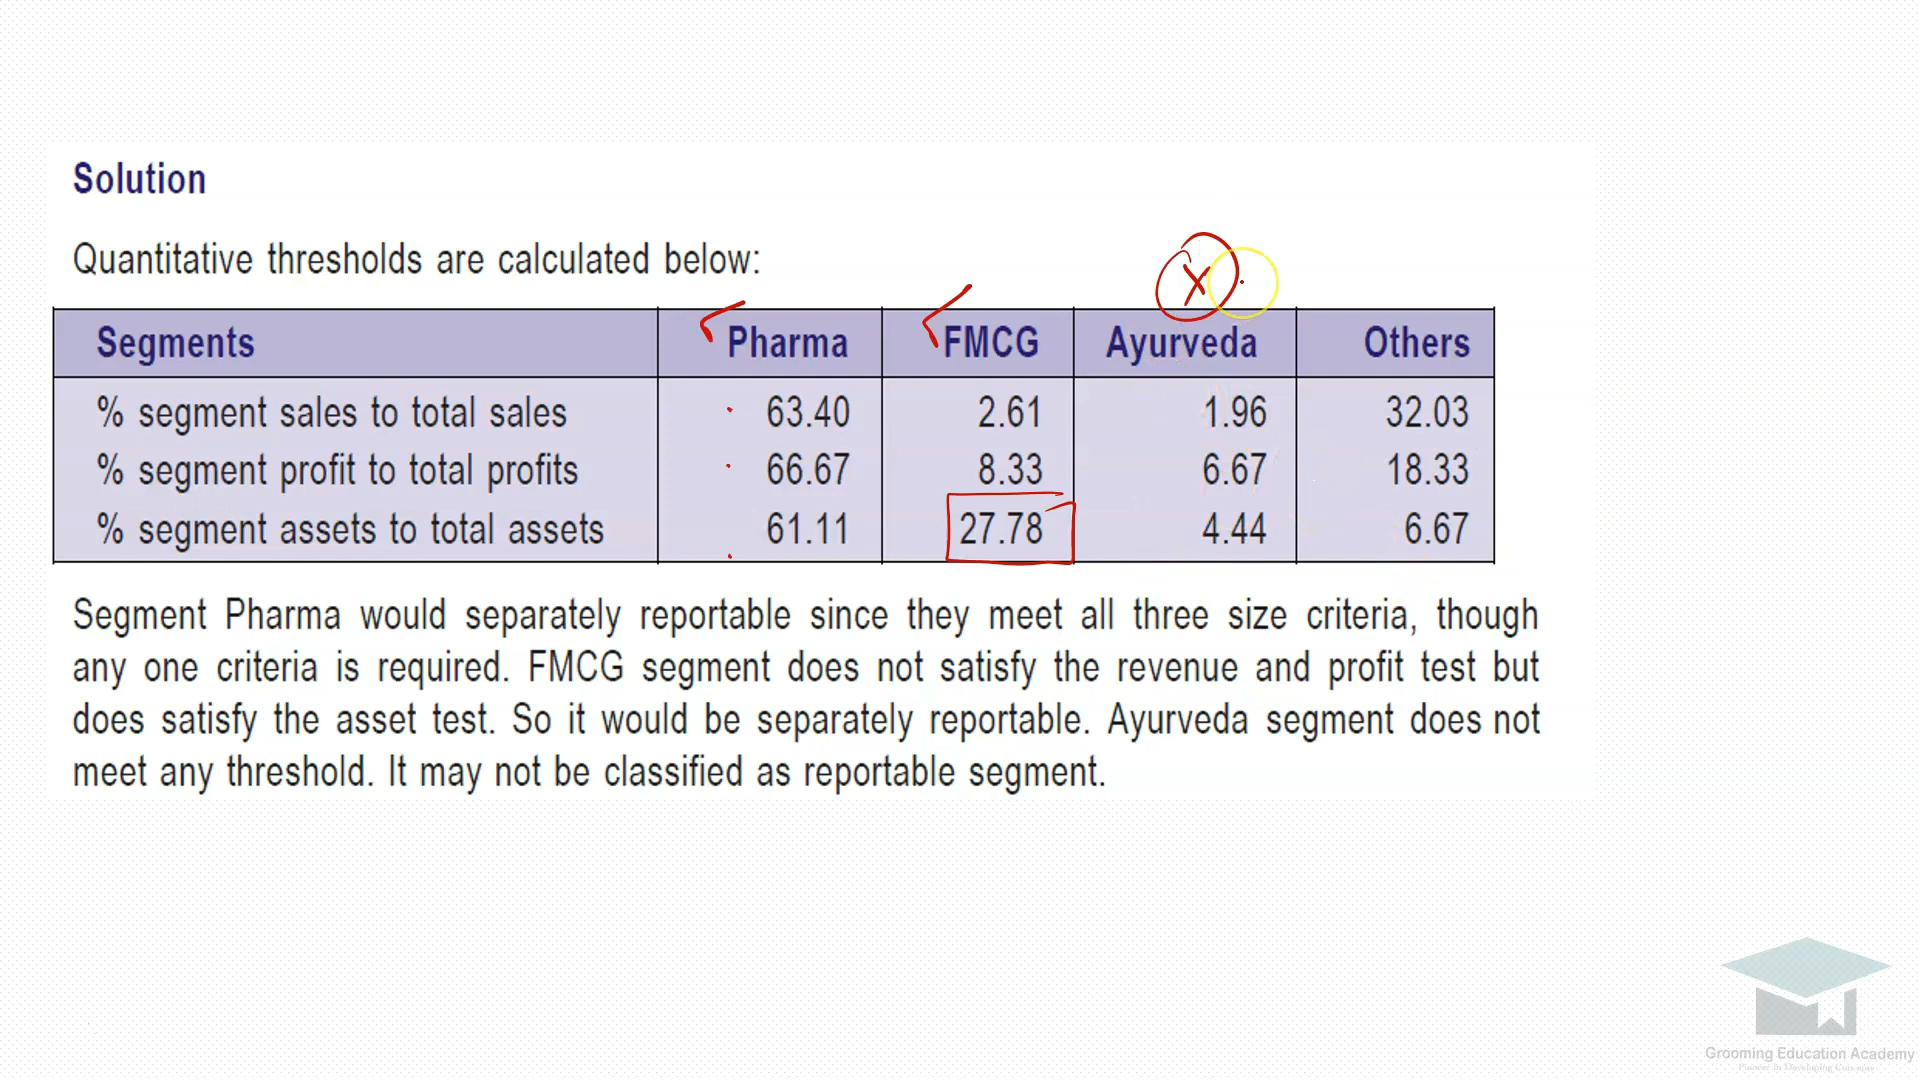 Solution
Quantitative thresholds are calculated below:
X
Segments Pharma FMCG Ayurveda Others
% segment sales to total sales 63.40 2.61 1.96 32.03
% segment profit to total profits 66.67 8.33 6.67 18.33
% segment assets to total assets 61.11 27.78 4.44 6.67
Segment Pharma would separately reportable since they meet all three size criteria, though
any one criteria is required. FMCG segment does not satisfy the revenue and profit test but
does satisfy the asset test. So it would be separately reportable. Ayurveda segment does not
meet any threshold. It may not be classified as reportable segment.
Grooming Education Academy
Pioneer In Developing Concepts